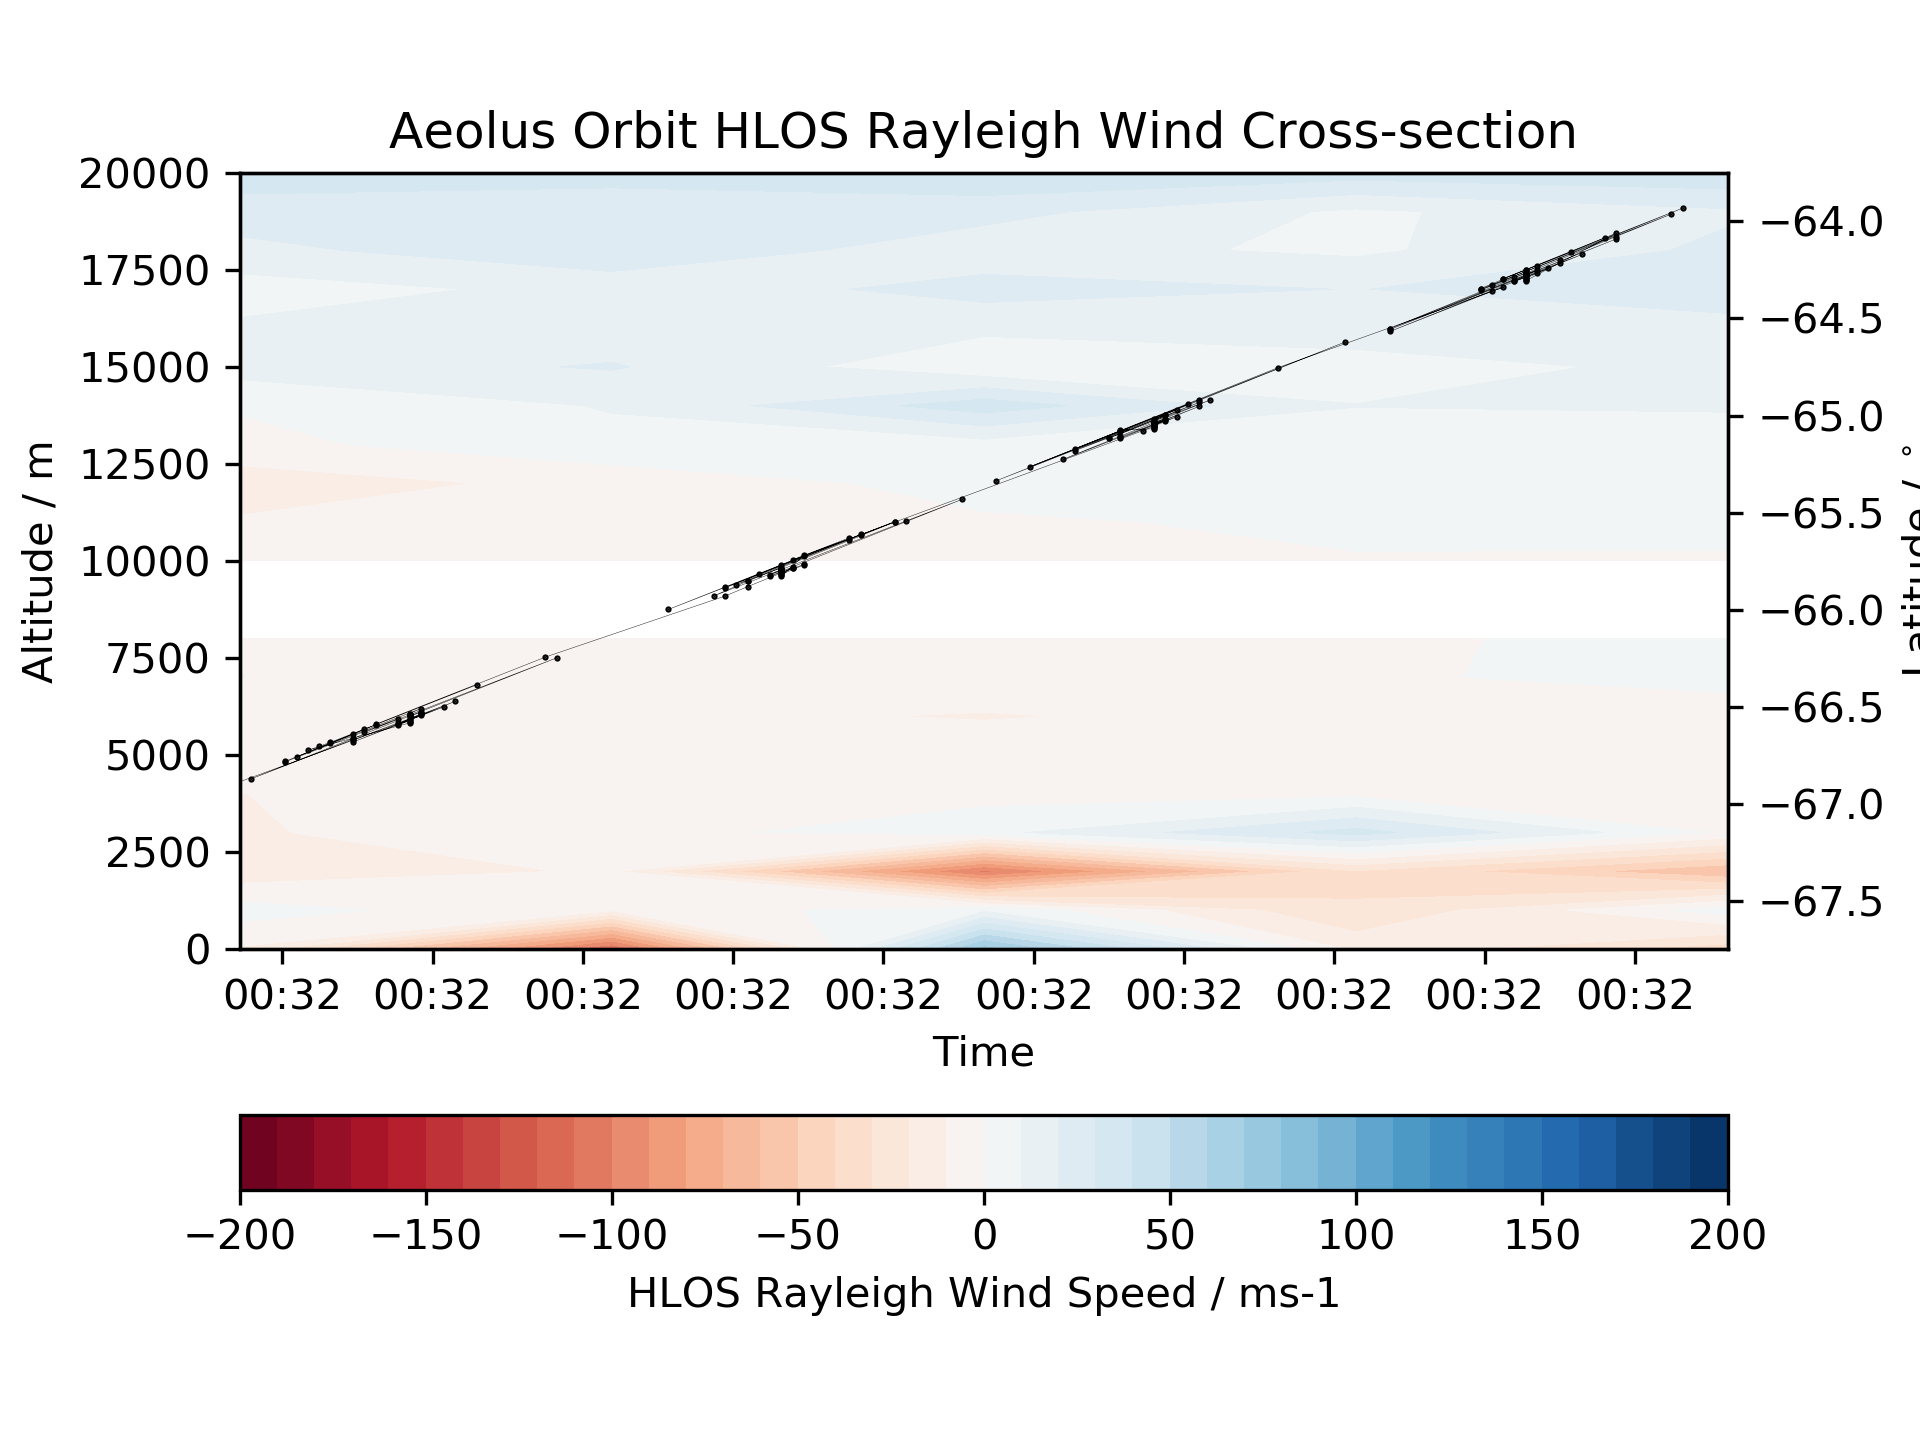 Aeolus Orbit HLOS Rayleigh Wind Cross-section
20000
17500
15000
12500
10000
7500
5000
2500
0
Altitude / m
−64.0
−64.5
−65.0
−65.5
−66.0
−66.5
−67.0
−67.5
Latitude / °
00:32 00:32 00:32 00:32 00:32 00:32 00:32 00:32 00:32 00:32
Time
−200 −150 −100 −50 0 50 100 150 200
HLOS Rayleigh Wind Speed / ms-1